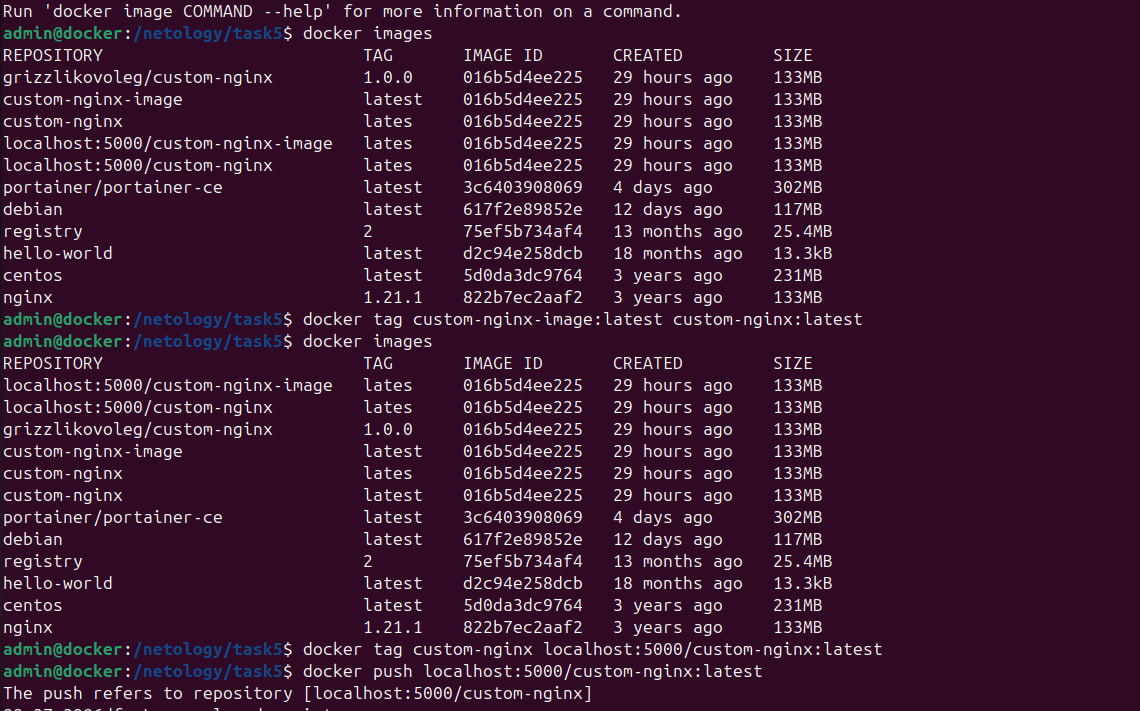 Run 'docker image COMMAND --help' for more information on a command.
admin@docker:/netology/task5$ docker images
REPOSITORY TAG IMAGE ID CREATED SIZE
grizzlikovoleg/custom-nginx 1.0.0 016b5d4ee225 29 hours ago 133MB
custom-nginx-image latest 016b5d4ee225 29 hours ago 133MB
custom-nginx lates 016b5d4ee225 29 hours ago 133MB
localhost:5000/custom-nginx-image lates 016b5d4ee225 29 hours ago 133MB
localhost:5000/custom-nginx lates 016b5d4ee225 29 hours ago 133MB
portainer/portainer-ce latest 3c6403908069 4 days ago 302MB
debian latest 617f2e89852e 12 days ago 117MB
registry 2 75ef5b734af4 13 months ago 25.4MB
hello-world latest d2c94e258dcb 18 months ago 13.3kB
centos latest 5d0da3dc9764 3 years ago 231MB
nginx 1.21.1 822b7ec2aaf2 3 years ago 133MB
admin@docker:/netology/task5$ docker tag custom-nginx-image:latest custom-nginx:latest
admin@docker:/netology/task5$ docker images
REPOSITORY TAG IMAGE ID CREATED SIZE
localhost:5000/custom-nginx-image lates 016b5d4ee225 29 hours ago 133MB
localhost:5000/custom-nginx lates 016b5d4ee225 29 hours ago 133MB
grizzlikovoleg/custom-nginx 1.0.0 016b5d4ee225 29 hours ago 133MB
custom-nginx-image latest 016b5d4ee225 29 hours ago 133MB
custom-nginx lates 016b5d4ee225 29 hours ago 133MB
custom-nginx latest 016b5d4ee225 29 hours ago 133MB
portainer/portainer-ce latest 3c6403908069 4 days ago 302MB
debian latest 617f2e89852e 12 days ago 117MB
registry 2 75ef5b734af4 13 months ago 25.4MB
hello-world latest d2c94e258dcb 18 months ago 13.3kB
centos latest 5d0da3dc9764 3 years ago 231MB
nginx 1.21.1 822b7ec2aaf2 3 years ago 133MB
admin@docker:/netology/task5$ docker tag custom-nginx localhost:5000/custom-nginx:latest
admin@docker:/netology/task5$ docker push localhost:5000/custom-nginx:latest
The push refers to repository [localhost:5000/custom-nginx]